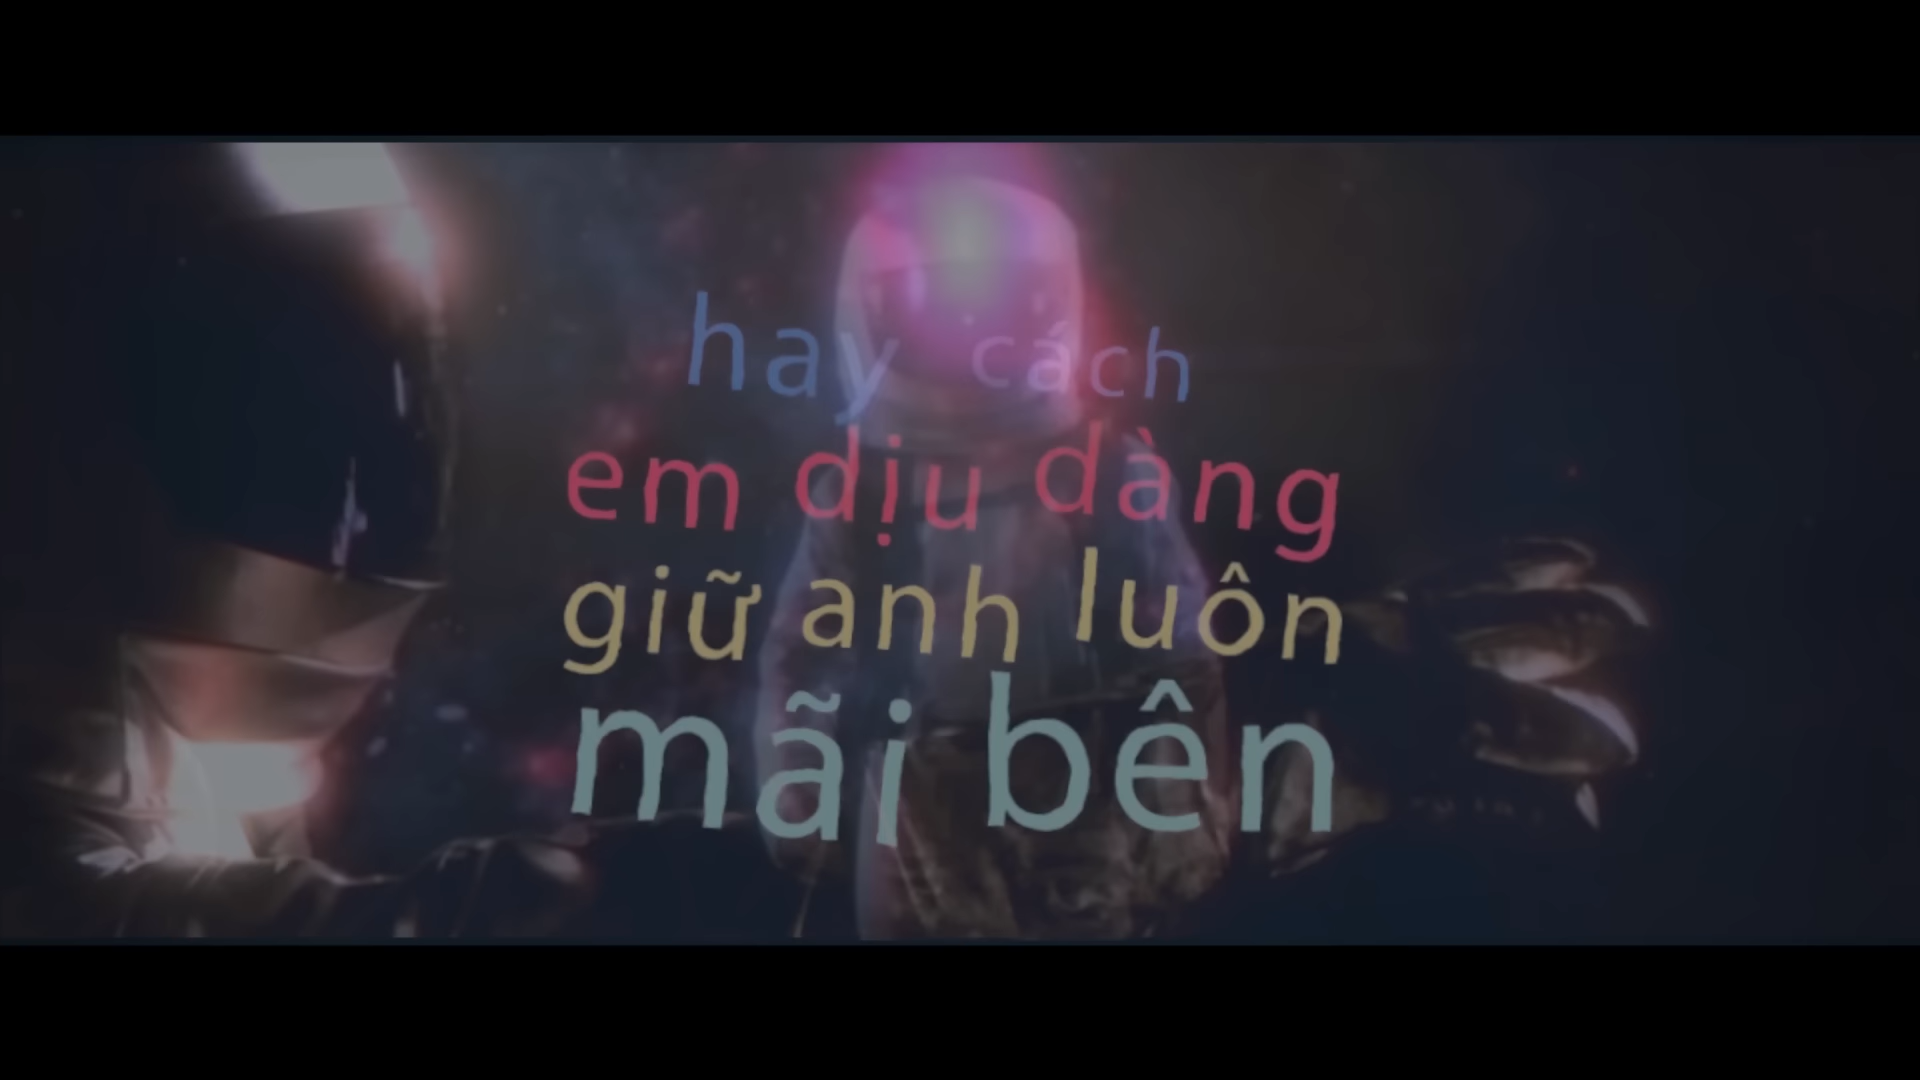 hay cách
em dịu dàng
giữ anh luôn
mãi bên